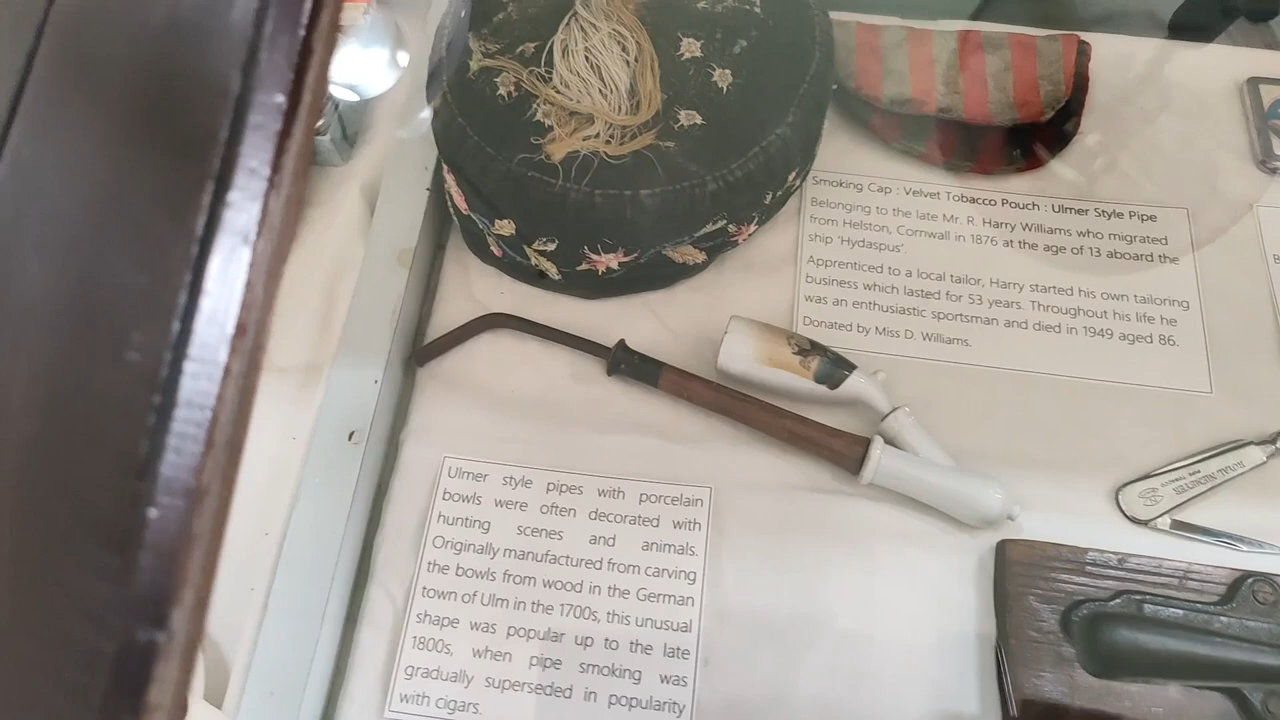 Smoking Cap : Velvet Tobacco Pouch : Ulmer Style Pipe
Belonging to the late Mr. R. Harry Williams who migrated
from Helston, Cornwall in 1876 at the age of 13 aboard the
ship 'Hydaspus'.
Apprenticed to a local tailor, Harry started his own tailoring
business which lasted for 53 years. Throughout his life he
was an enthusiastic sportsman and died in 1949 aged 86.
Donated by Miss D. Williams.
Ulmer style pipes with porcelain
bowls were often decorated with
hunting scenes and animals.
Originally manufactured from carving
the bowls from wood in the German
town of Ulm in the 1700s, this unusual
shape was popular up to the late
1800s, when pipe smoking was
gradually superseded in popularity
with cigars.
ROYAL NIEMEYER